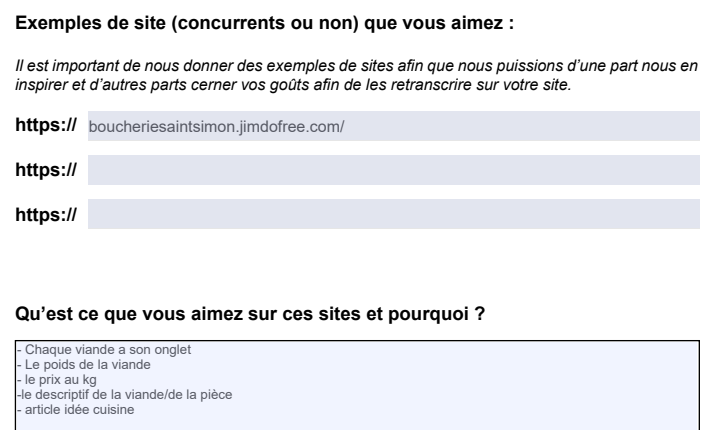 Exemples de site (concurrents ou non) que vous aimez :
Il est important de nous donner des exemples de sites afin que nous puissions d'une part nous en
inspirer et d'autres parts cerner vos goûts afin de les retranscrire sur votre site.
https:// boucheriesaintsimon.jimdofree.com/
https://
https://
Qu'est ce que vous aimez sur ces sites et pourquoi ?
- Chaque viande a son onglet
- Le poids de la viande
- le prix au kg
-le descriptif de la viande/de la pièce
- article idée cuisine